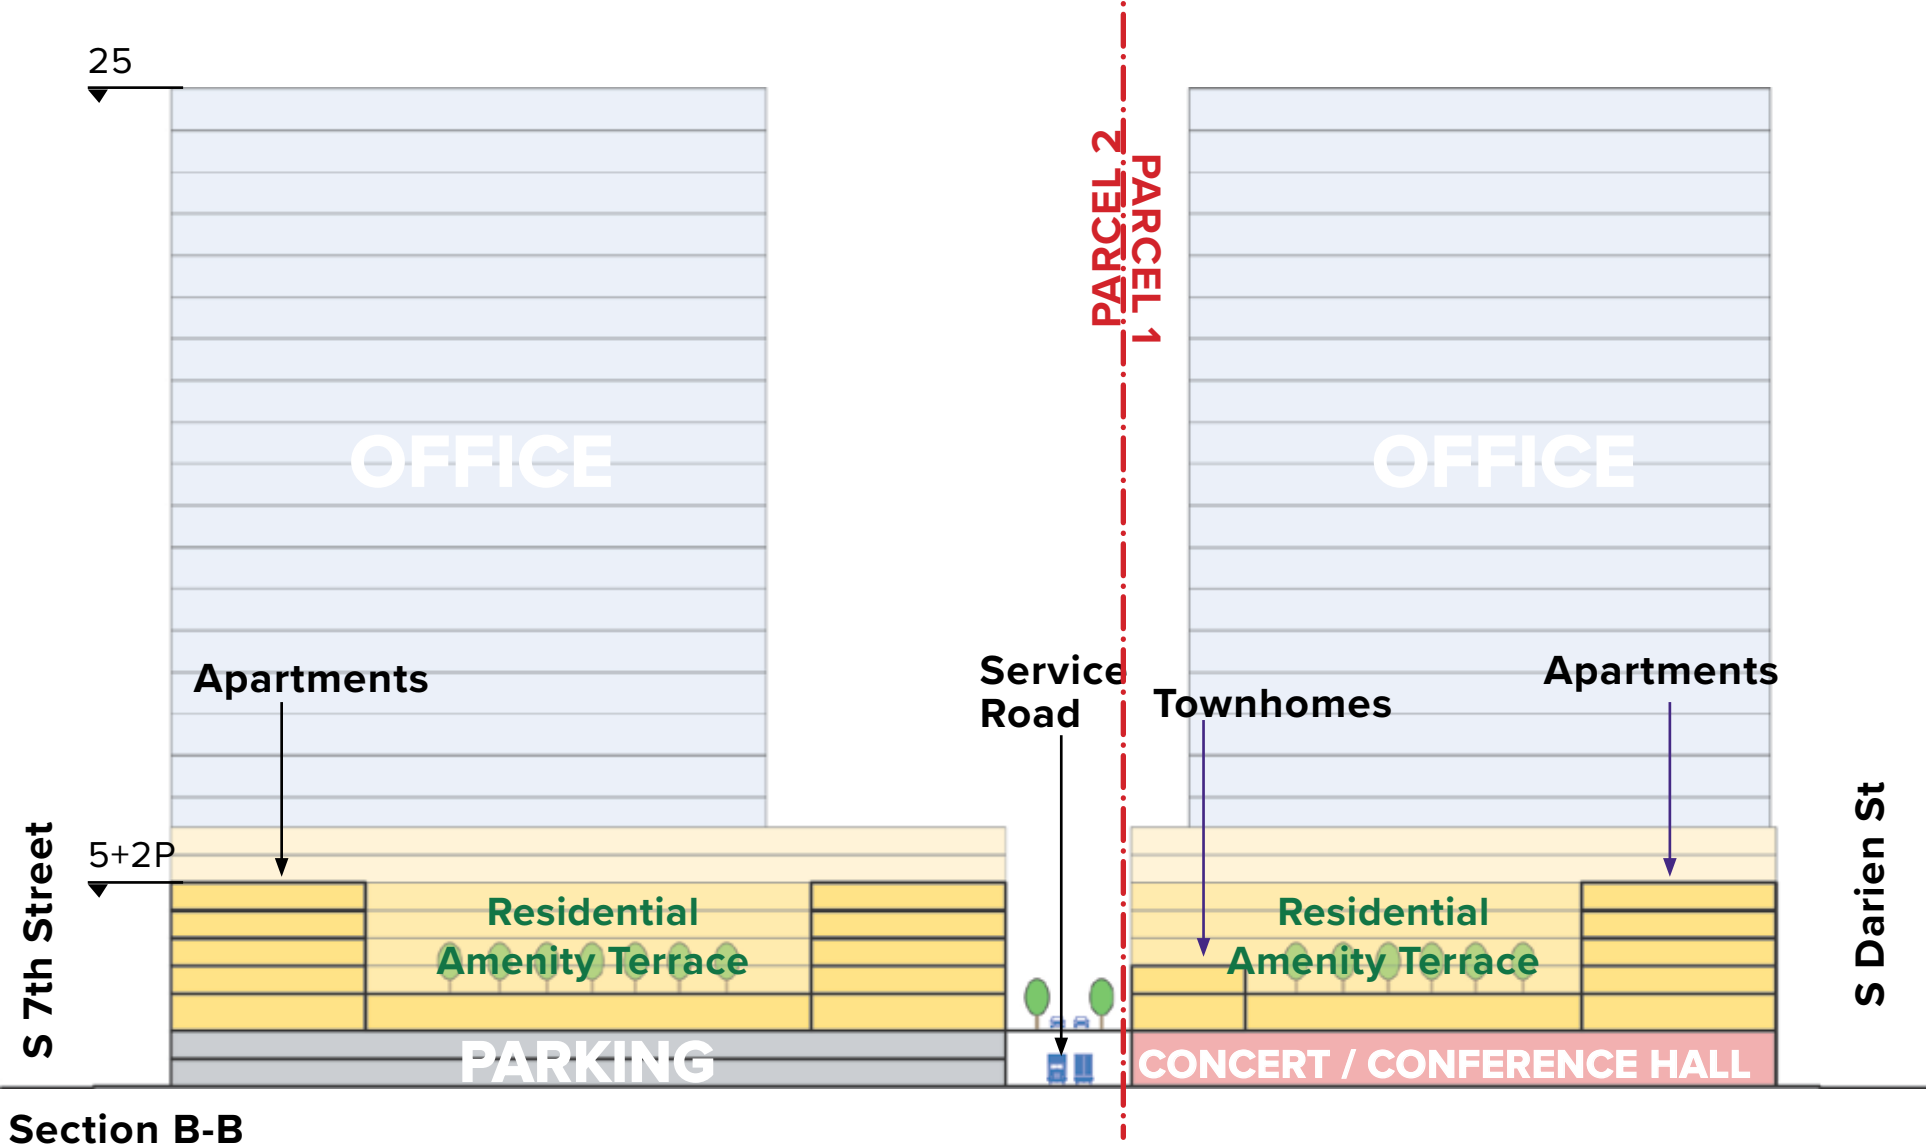 25
PARCEL 2
PARCEL 1
OFFICE
OFFICE
Apartments
Service
Road
Townhomes
Apartments
S 7th Street
5+2P
S Darien St
Residential
Amenity Terrace
Residential
Amenity Terrace
PARKING
CONCERT / CONFERENCE HALL
Section B-B